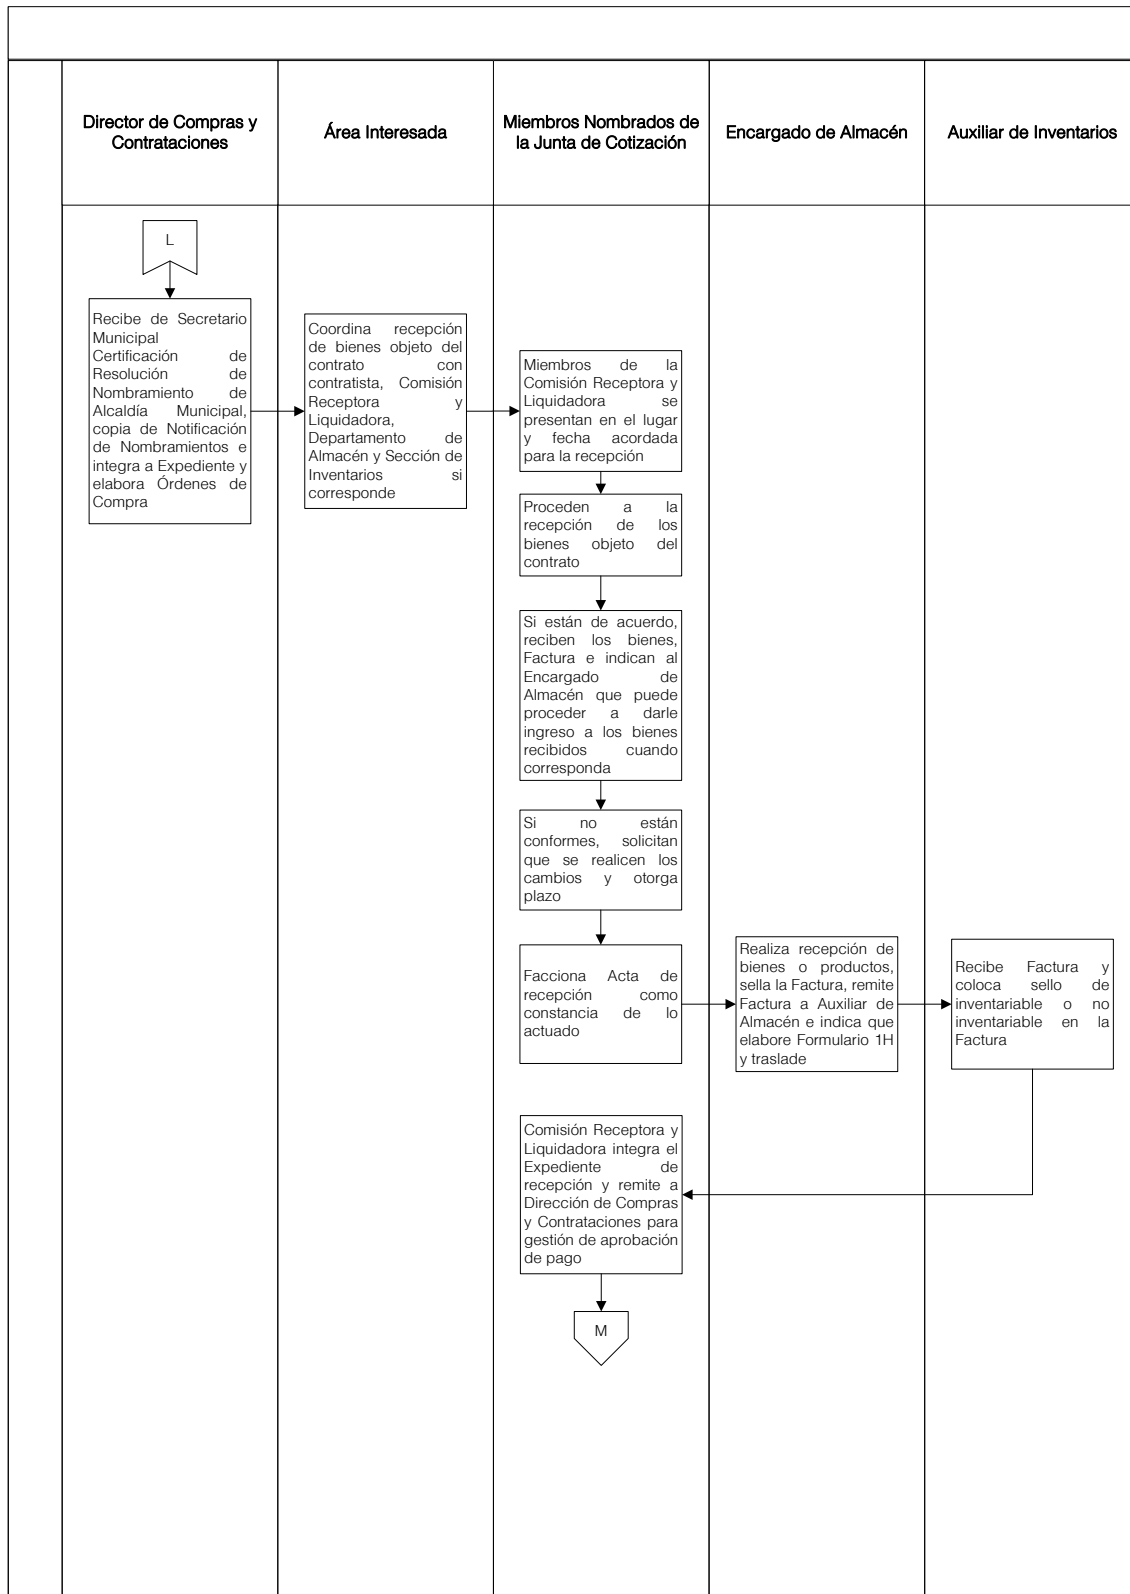 Director de Compras y
Contrataciones
Área Interesada
Miembros Nombrados de
la Junta de Cotización
Encargado de Almacén
Auxiliar de Inventarios
L
Recibe de Secretario
Municipal
Certificación de
Resolución de
Nombramiento de
Alcaldía Municipal,
copia de Notificación
de Nombramientos e
integra a Expediente y
elabora Órdenes de
Compra
Coordina recepción
de bienes objeto del
contrato con
contratista, Comisión
Receptora y
Liquidadora,
Departamento de
Almacén y Sección de
Inventarios si
corresponde
Miembros de la
Comisión Receptora y
Liquidadora se
presentan en el lugar
y fecha acordada
para la recepción
Proceden a la
recepción de los
bienes objeto del
contrato
Si están de acuerdo,
reciben los bienes,
Factura e indican al
Encargado de
Almacén que puede
proceder a darle
ingreso a los bienes
recibidos cuando
corresponda
Si no están
conformes, solicitan
que se realicen los
cambios y otorga
plazo
Facciona Acta de
recepción como
constancia de lo
actuado
Realiza recepción de
bienes o productos,
sella la Factura, remite
Factura a Auxiliar de
Almacén e indica que
elabore Formulario 1H
y traslade
Recibe Factura y
coloca sello de
inventariable o no
inventariable en la
Factura
Comisión Receptora y
Liquidadora integra el
Expediente de
recepción y remite a
Dirección de Compras
y Contrataciones para
gestión de aprobación
de pago
M